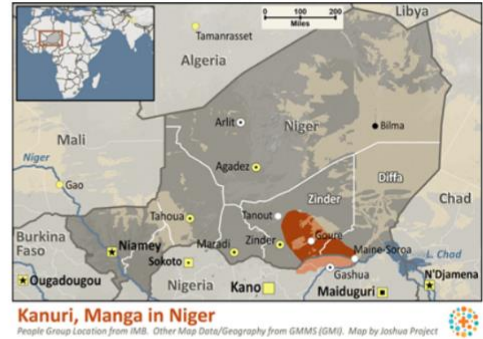 0 100 200
Miles
Libya
Tamanrasset
Algeria
Arlit
Niger
Bilma
Mali
Agadez
Niger
Diffa
Gao
Zinder
Chad
Tahoua
Tanout
Burkina
Faso
Goure
Niamey
Maradi
Zinder
Maine-Soroa
L. Chad
Sokoto
Gashua
Ouagadougou
Nigeria
Kano
Maiduguri
N'Djamena
Kanuri, Manga in Niger
People Group Location from IMB. Other Map Data/Geography from GMMS (GMI). Map by Joshua Project